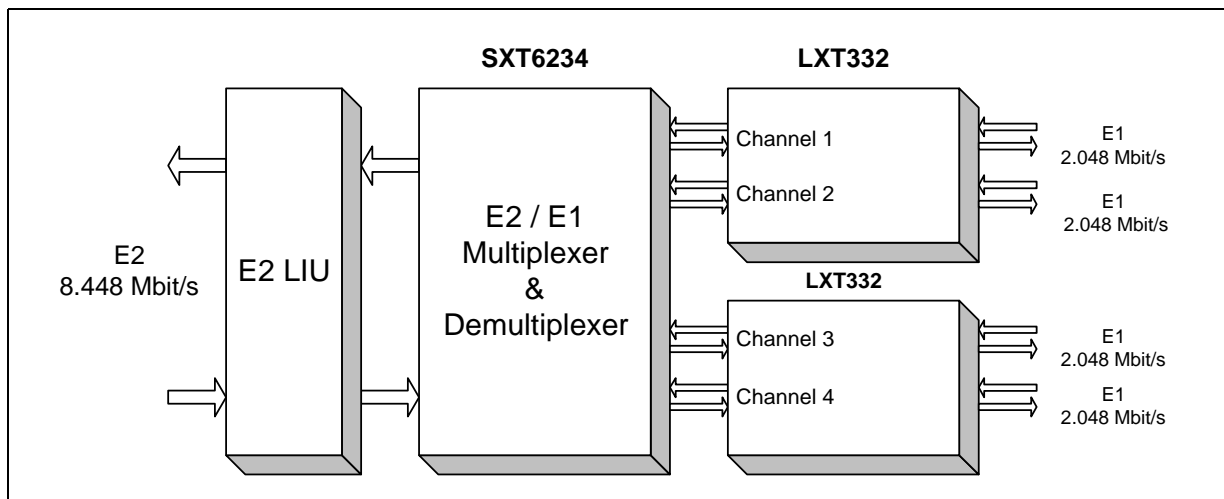 SXT6234
LXT332
Channel 1
Channel 2
E1
2.048 Mbit/s
E1
2.048 Mbit/s
E2
8.448 Mbit/s
E2 LIU
E2 / E1
Multiplexer
&
Demultiplexer
LXT332
Channel 3
Channel 4
E1
2.048 Mbit/s
E1
2.048 Mbit/s